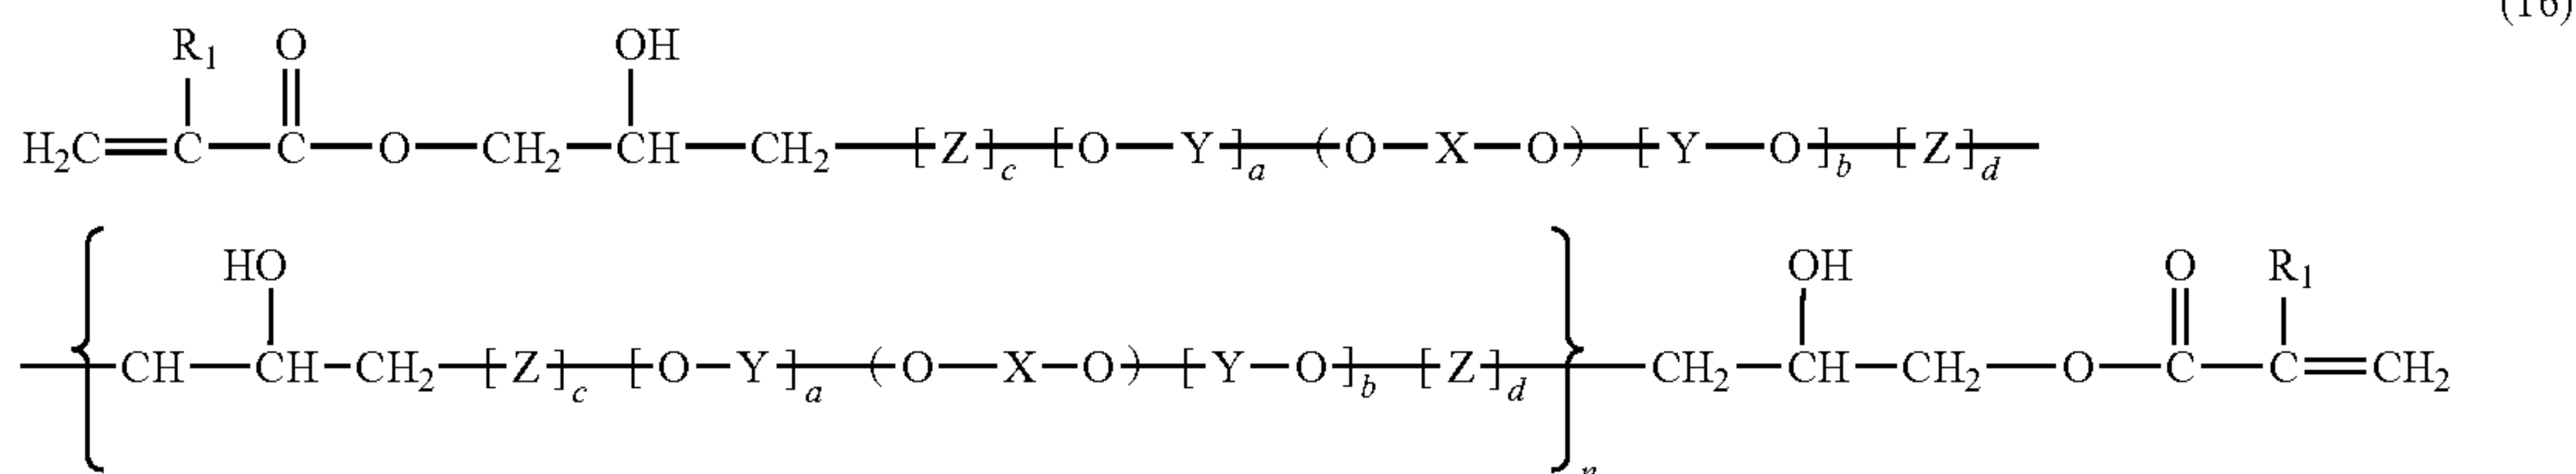 (16)
H₂C=C(R₁)—C(=O)—O—CH₂—CH(OH)—CH₂—[Z]c—[O—Y]a—(O—X—O)—[Y—O]b—[Z]d—
—{CH—CH(HO)—CH₂—[Z]c—[O—Y]a—(O—X—O)—[Y—O]b—[Z]d}n—CH₂—CH(OH)—CH₂—O—C(=O)—C(R₁)=CH₂